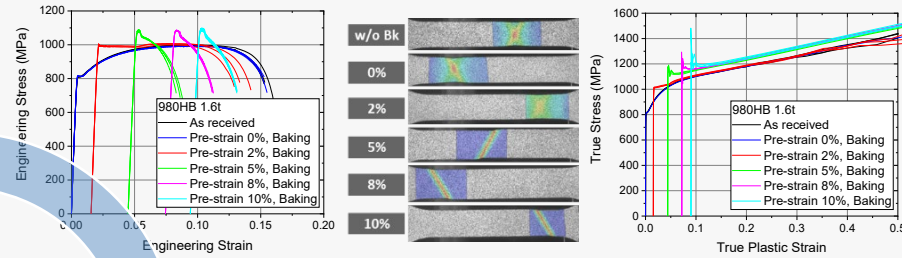 1200
1000
800
600
400
200
0
Engineering Stress (MPa)
980HB 1.6t
As received
Pre-strain 0%, Baking
Pre-strain 2%, Baking
Pre-strain 5%, Baking
Pre-strain 8%, Baking
Pre-strain 10%, Baking
0.00 0.05 0.10 0.15 0.20
Engineering Strain
w/o Bk
0%
2%
5%
8%
10%
1600
1400
1200
1000
800
600
400
200
0
True Stress (MPa)
980HB 1.6t
As received
Pre-strain 0%, Baking
Pre-strain 2%, Baking
Pre-strain 5%, Baking
Pre-strain 8%, Baking
Pre-strain 10%, Baking
0.0 0.1 0.2 0.3 0.4 0.5
True Plastic Strain